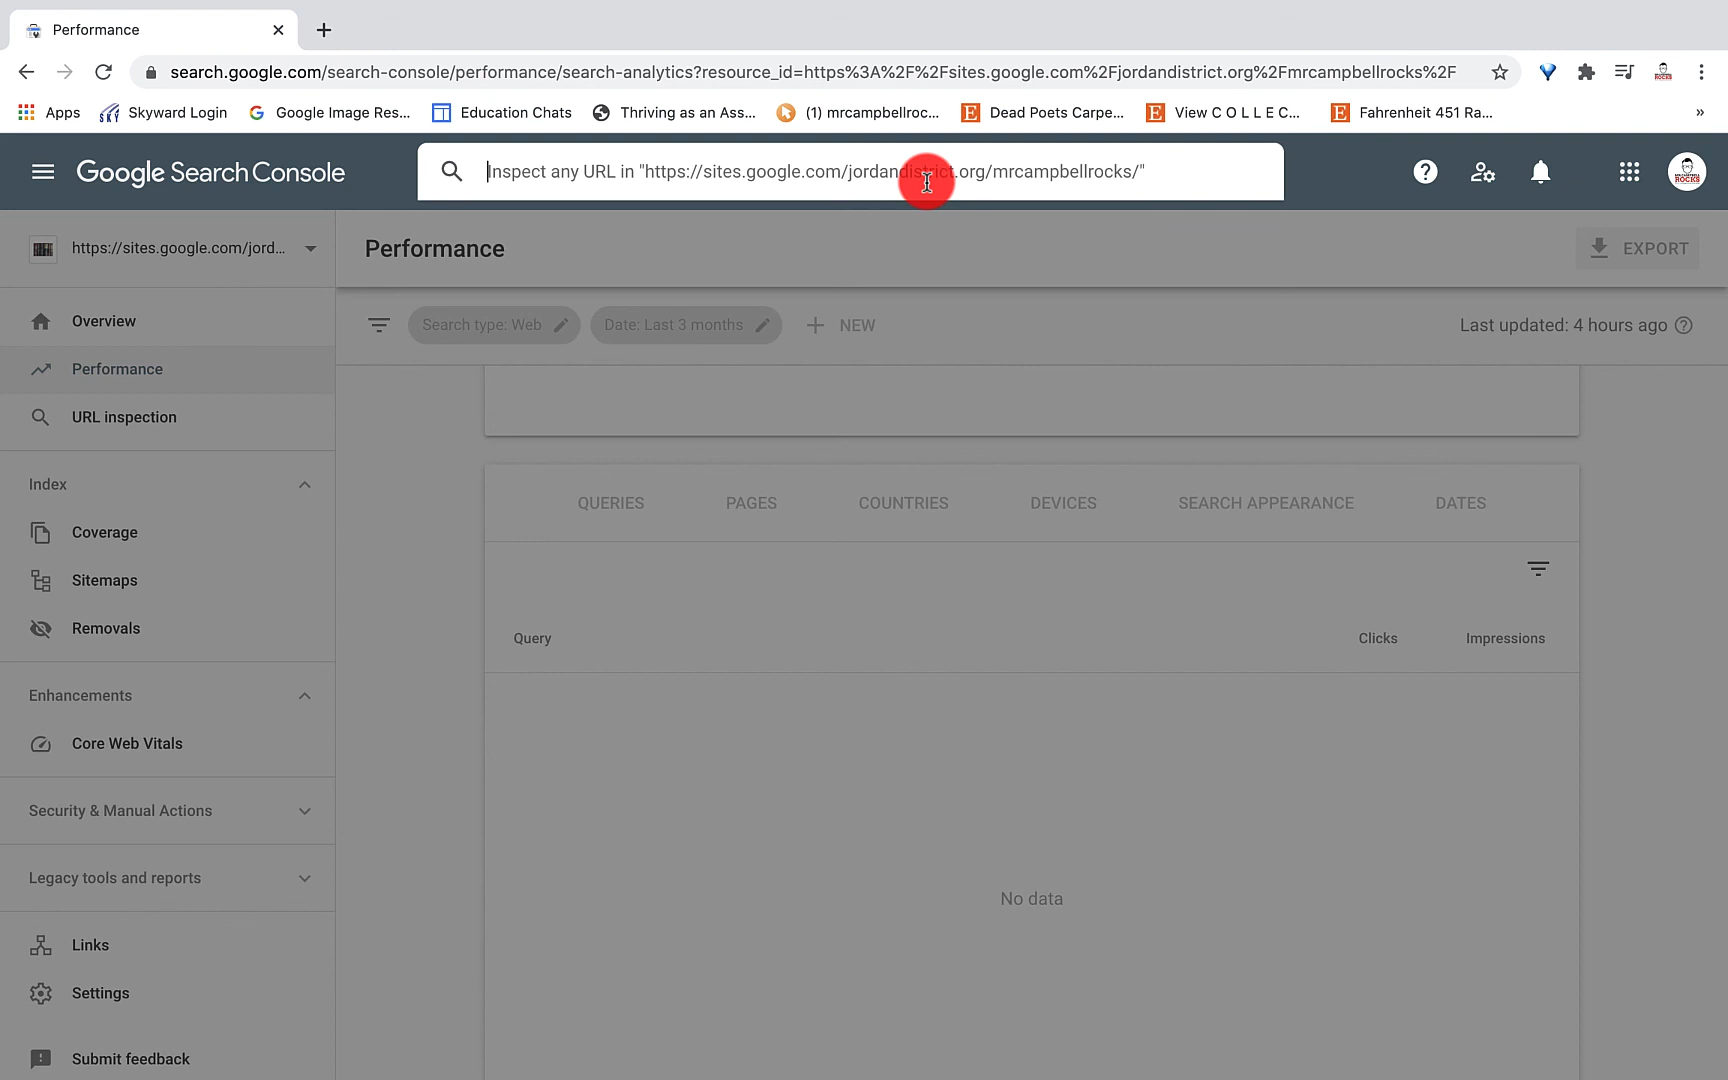 Performance
search.google.com/search-console/performance/search-analytics?resource_id=https%3A%2F%2Fsites.google.com%2Fjordandistrict.org%2Fmrcampbellrocks%2F
Apps
Skyward Login
Google Image Res...
Education Chats
Thriving as an Ass...
(1) mrcampbellroc...
Dead Poets Carpe...
View C O L L E C...
Fahrenheit 451 Ra...
»
Google Search Console
Inspect any URL in "https://sites.google.com/jordandistrict.org/mrcampbellrocks/"
https://sites.google.com/jord...
Performance
EXPORT
Search type: Web
Date: Last 3 months
NEW
Last updated: 4 hours ago
Overview
Performance
URL inspection
Index
Coverage
Sitemaps
Removals
Enhancements
Core Web Vitals
Security & Manual Actions
Legacy tools and reports
Links
Settings
Submit feedback
QUERIES
PAGES
COUNTRIES
DEVICES
SEARCH APPEARANCE
DATES
Query
Clicks
Impressions
No data